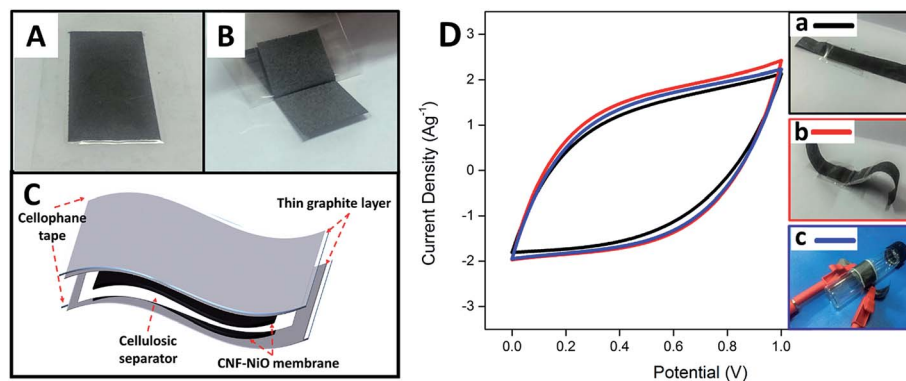 A
B
C
Cellophane
tape
Thin graphite layer
Cellulosic
separator
CNF-NiO membrane
D
Current Density (Ag-1)
3
2
1
0
-1
-2
-3
0.0 0.2 0.4 0.6 0.8 1.0
Potential (V)
a
b
c